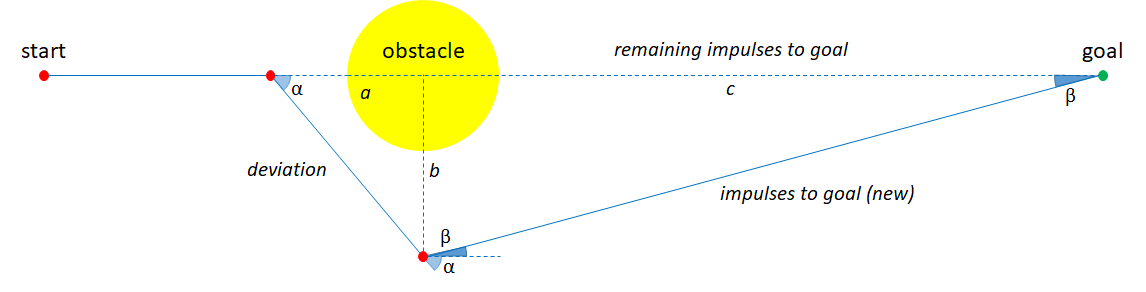 start
obstacle
remaining impulses to goal
goal
α
a
c
β
deviation
b
impulses to goal (new)
β
α